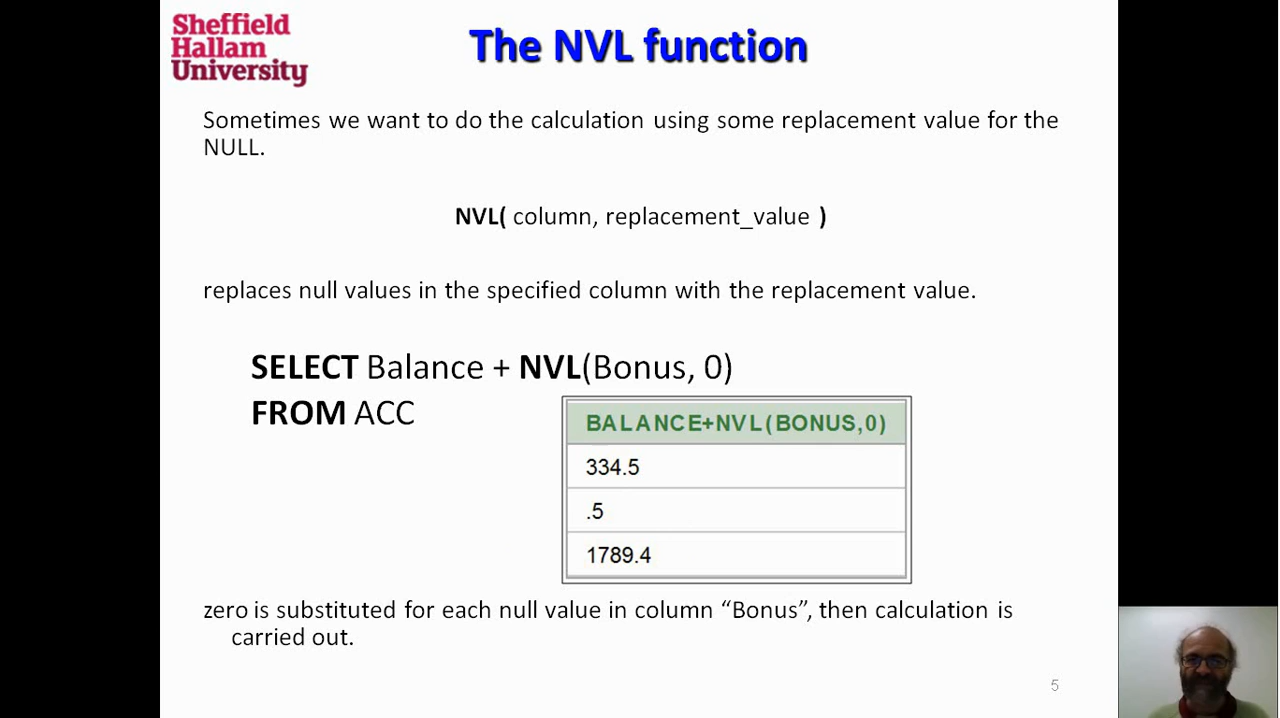 Sheffield
Hallam
University
The NVL function
Sometimes we want to do the calculation using some replacement value for the
NULL.
NVL( column, replacement_value )
replaces null values in the specified column with the replacement value.
SELECT Balance + NVL(Bonus, 0)
FROM ACC
BALANCE+NVL(BONUS,0)
334.5
.5
1789.4
zero is substituted for each null value in column “Bonus”, then calculation is
carried out.
5